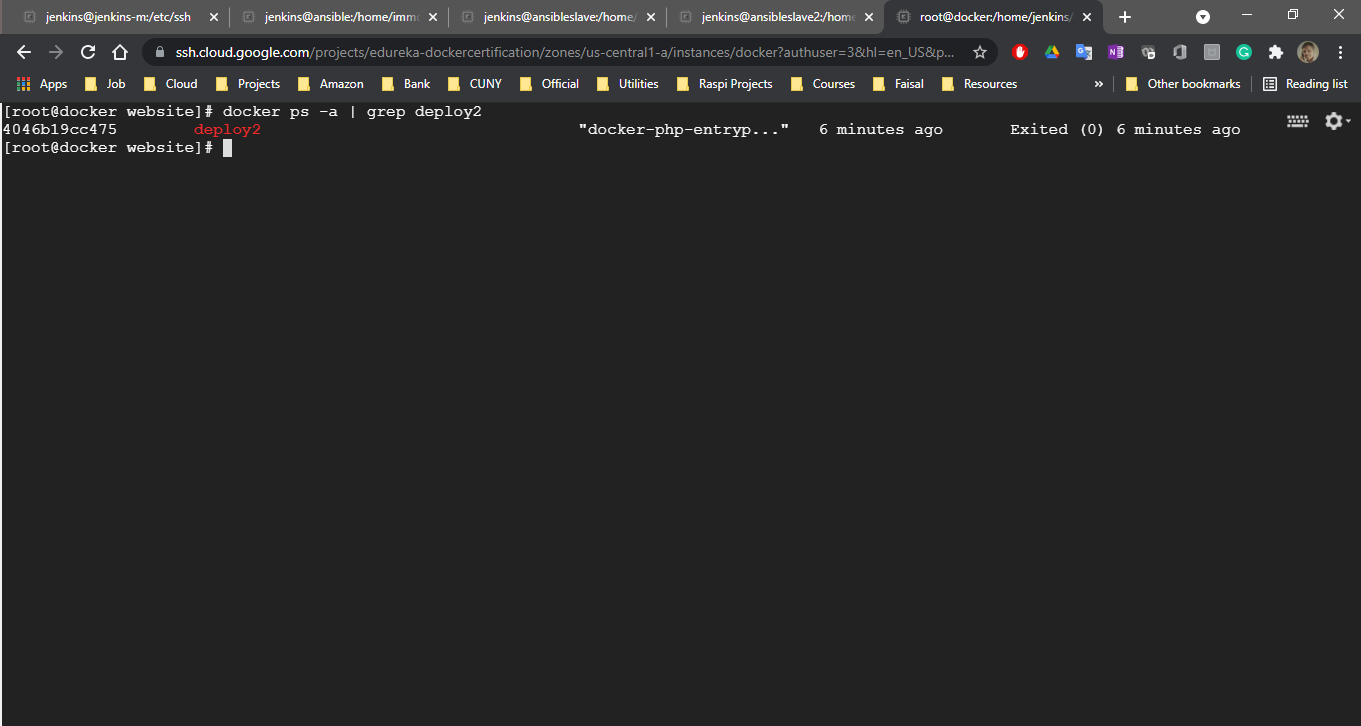 jenkins@jenkins-m:/etc/ssh
jenkins@ansible:/home/immo
jenkins@ansibleslave:/home/
jenkins@ansibleslave2:/home
root@docker:/home/jenkins/
ssh.cloud.google.com/projects/edureka-dockercertification/zones/us-central1-a/instances/docker?authuser=3&hl=en_US&p...
Apps Job Cloud Projects Amazon Bank CUNY Official Utilities Raspi Projects Courses Faisal Resources » Other bookmarks Reading list
[root@docker website]# docker ps -a | grep deploy2
4046b19cc475 deploy2 "docker-php-entryp..." 6 minutes ago Exited (0) 6 minutes ago
[root@docker website]#